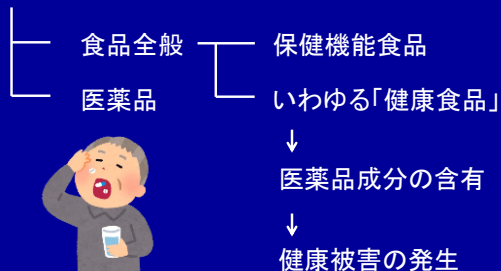 食品全般
保健機能食品
医薬品
いわゆる「健康食品」
↓
医薬品成分の含有
↓
健康被害の発生